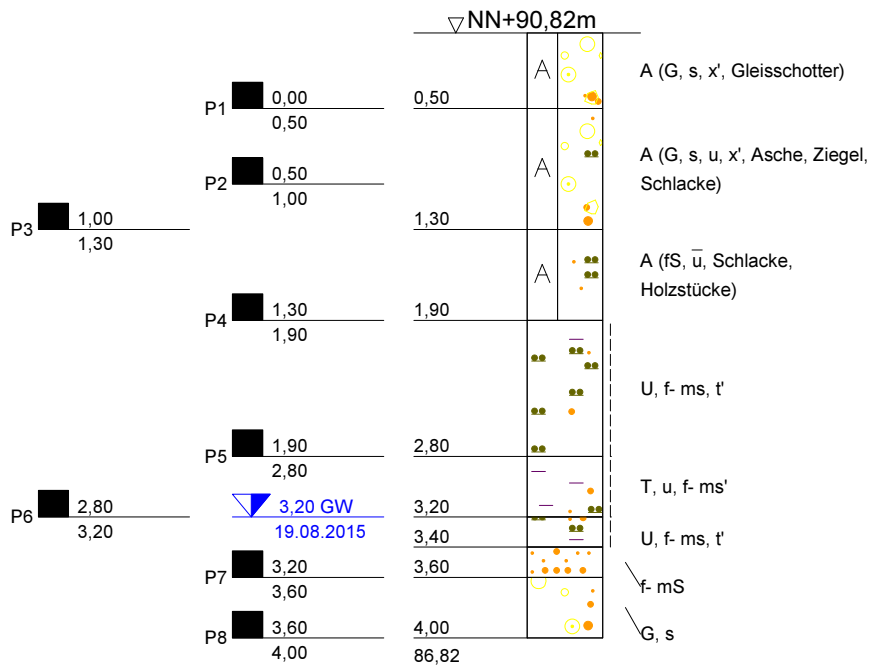 NN+90,82m
A
A (G, s, x', Gleisschotter)
P1
0,00
0,50
0,50
A
A (G, s, u, x', Asche, Ziegel,
Schlacke)
P2
0,50
1,00
P3
1,00
1,30
1,30
A
A (fS, u̅, Schlacke,
Holzstücke)
P4
1,30
1,90
1,90
U, f- ms, t'
P5
1,90
2,80
2,80
T, u, f- ms'
P6
2,80
3,20
3,20 GW
19.08.2015
3,20
3,40
U, f- ms, t'
P7
3,20
3,60
3,60
f- mS
P8
3,60
4,00
4,00
86,82
G, s